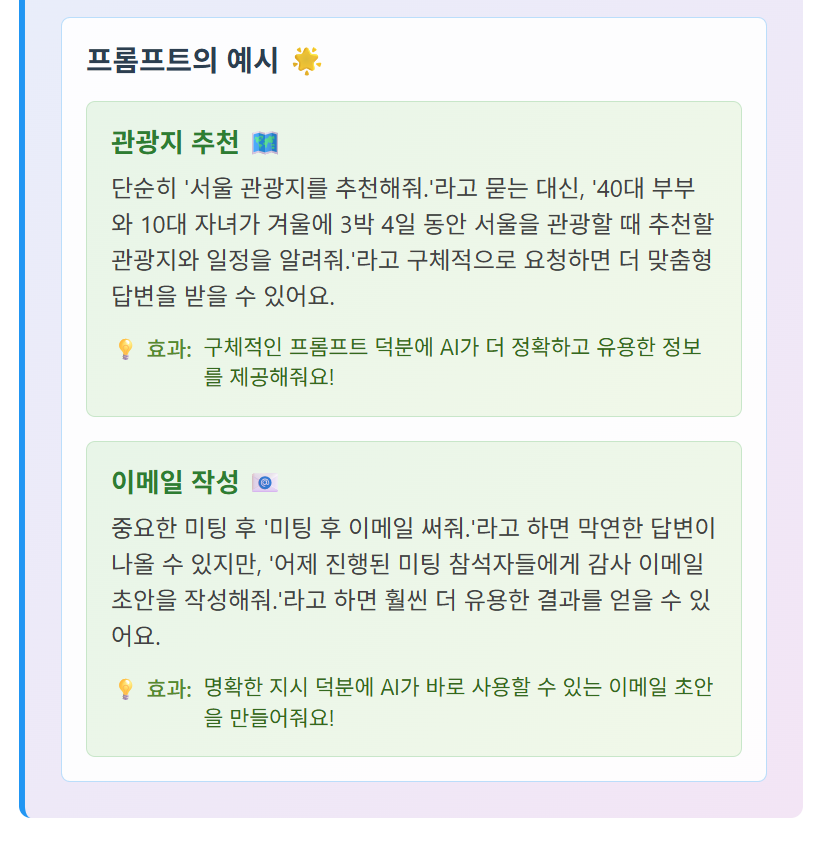 프롬프트의 예시 🌟
관광지 추천 🗺️
단순히 '서울 관광지를 추천해줘.'라고 묻는 대신, '40대 부부
와 10대 자녀가 겨울에 3박 4일 동안 서울을 관광할 때 추천할
관광지와 일정을 알려줘.'라고 구체적으로 요청하면 더 맞춤형
답변을 받을 수 있어요.
💡 효과: 구체적인 프롬프트 덕분에 AI가 더 정확하고 유용한 정보
를 제공해줘요!
이메일 작성 📧
중요한 미팅 후 '미팅 후 이메일 써줘.'라고 하면 막연한 답변이
나올 수 있지만, '어제 진행된 미팅 참석자들에게 감사 이메일
초안을 작성해줘.'라고 하면 훨씬 더 유용한 결과를 얻을 수 있
어요.
💡 효과: 명확한 지시 덕분에 AI가 바로 사용할 수 있는 이메일 초안
을 만들어줘요!